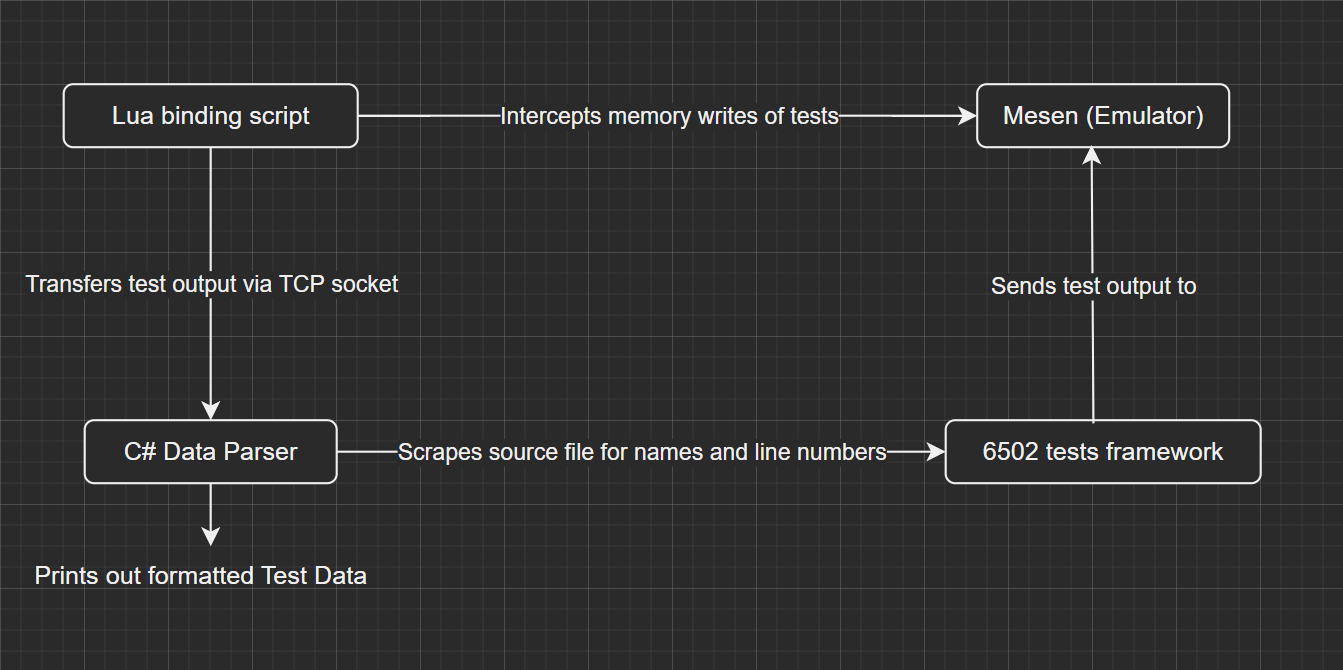 Lua binding script
Intercepts memory writes of tests
Mesen (Emulator)
Transfers test output via TCP socket
Sends test output to
C# Data Parser
Scrapes source file for names and line numbers
6502 tests framework
Prints out formatted Test Data